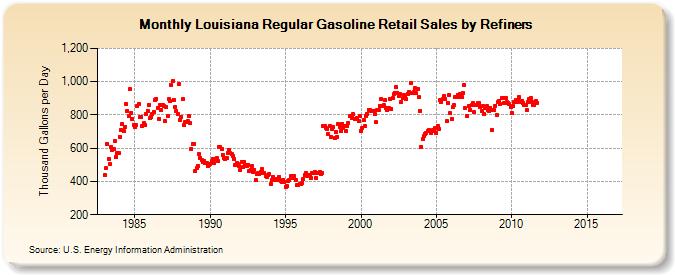 Monthly Louisiana Regular Gasoline Retail Sales by Refiners
Thousand Gallons per Day
1,200
1,000
800
600
400
200
1985 1990 1995 2000 2005 2010 2015
Source: U.S. Energy Information Administration